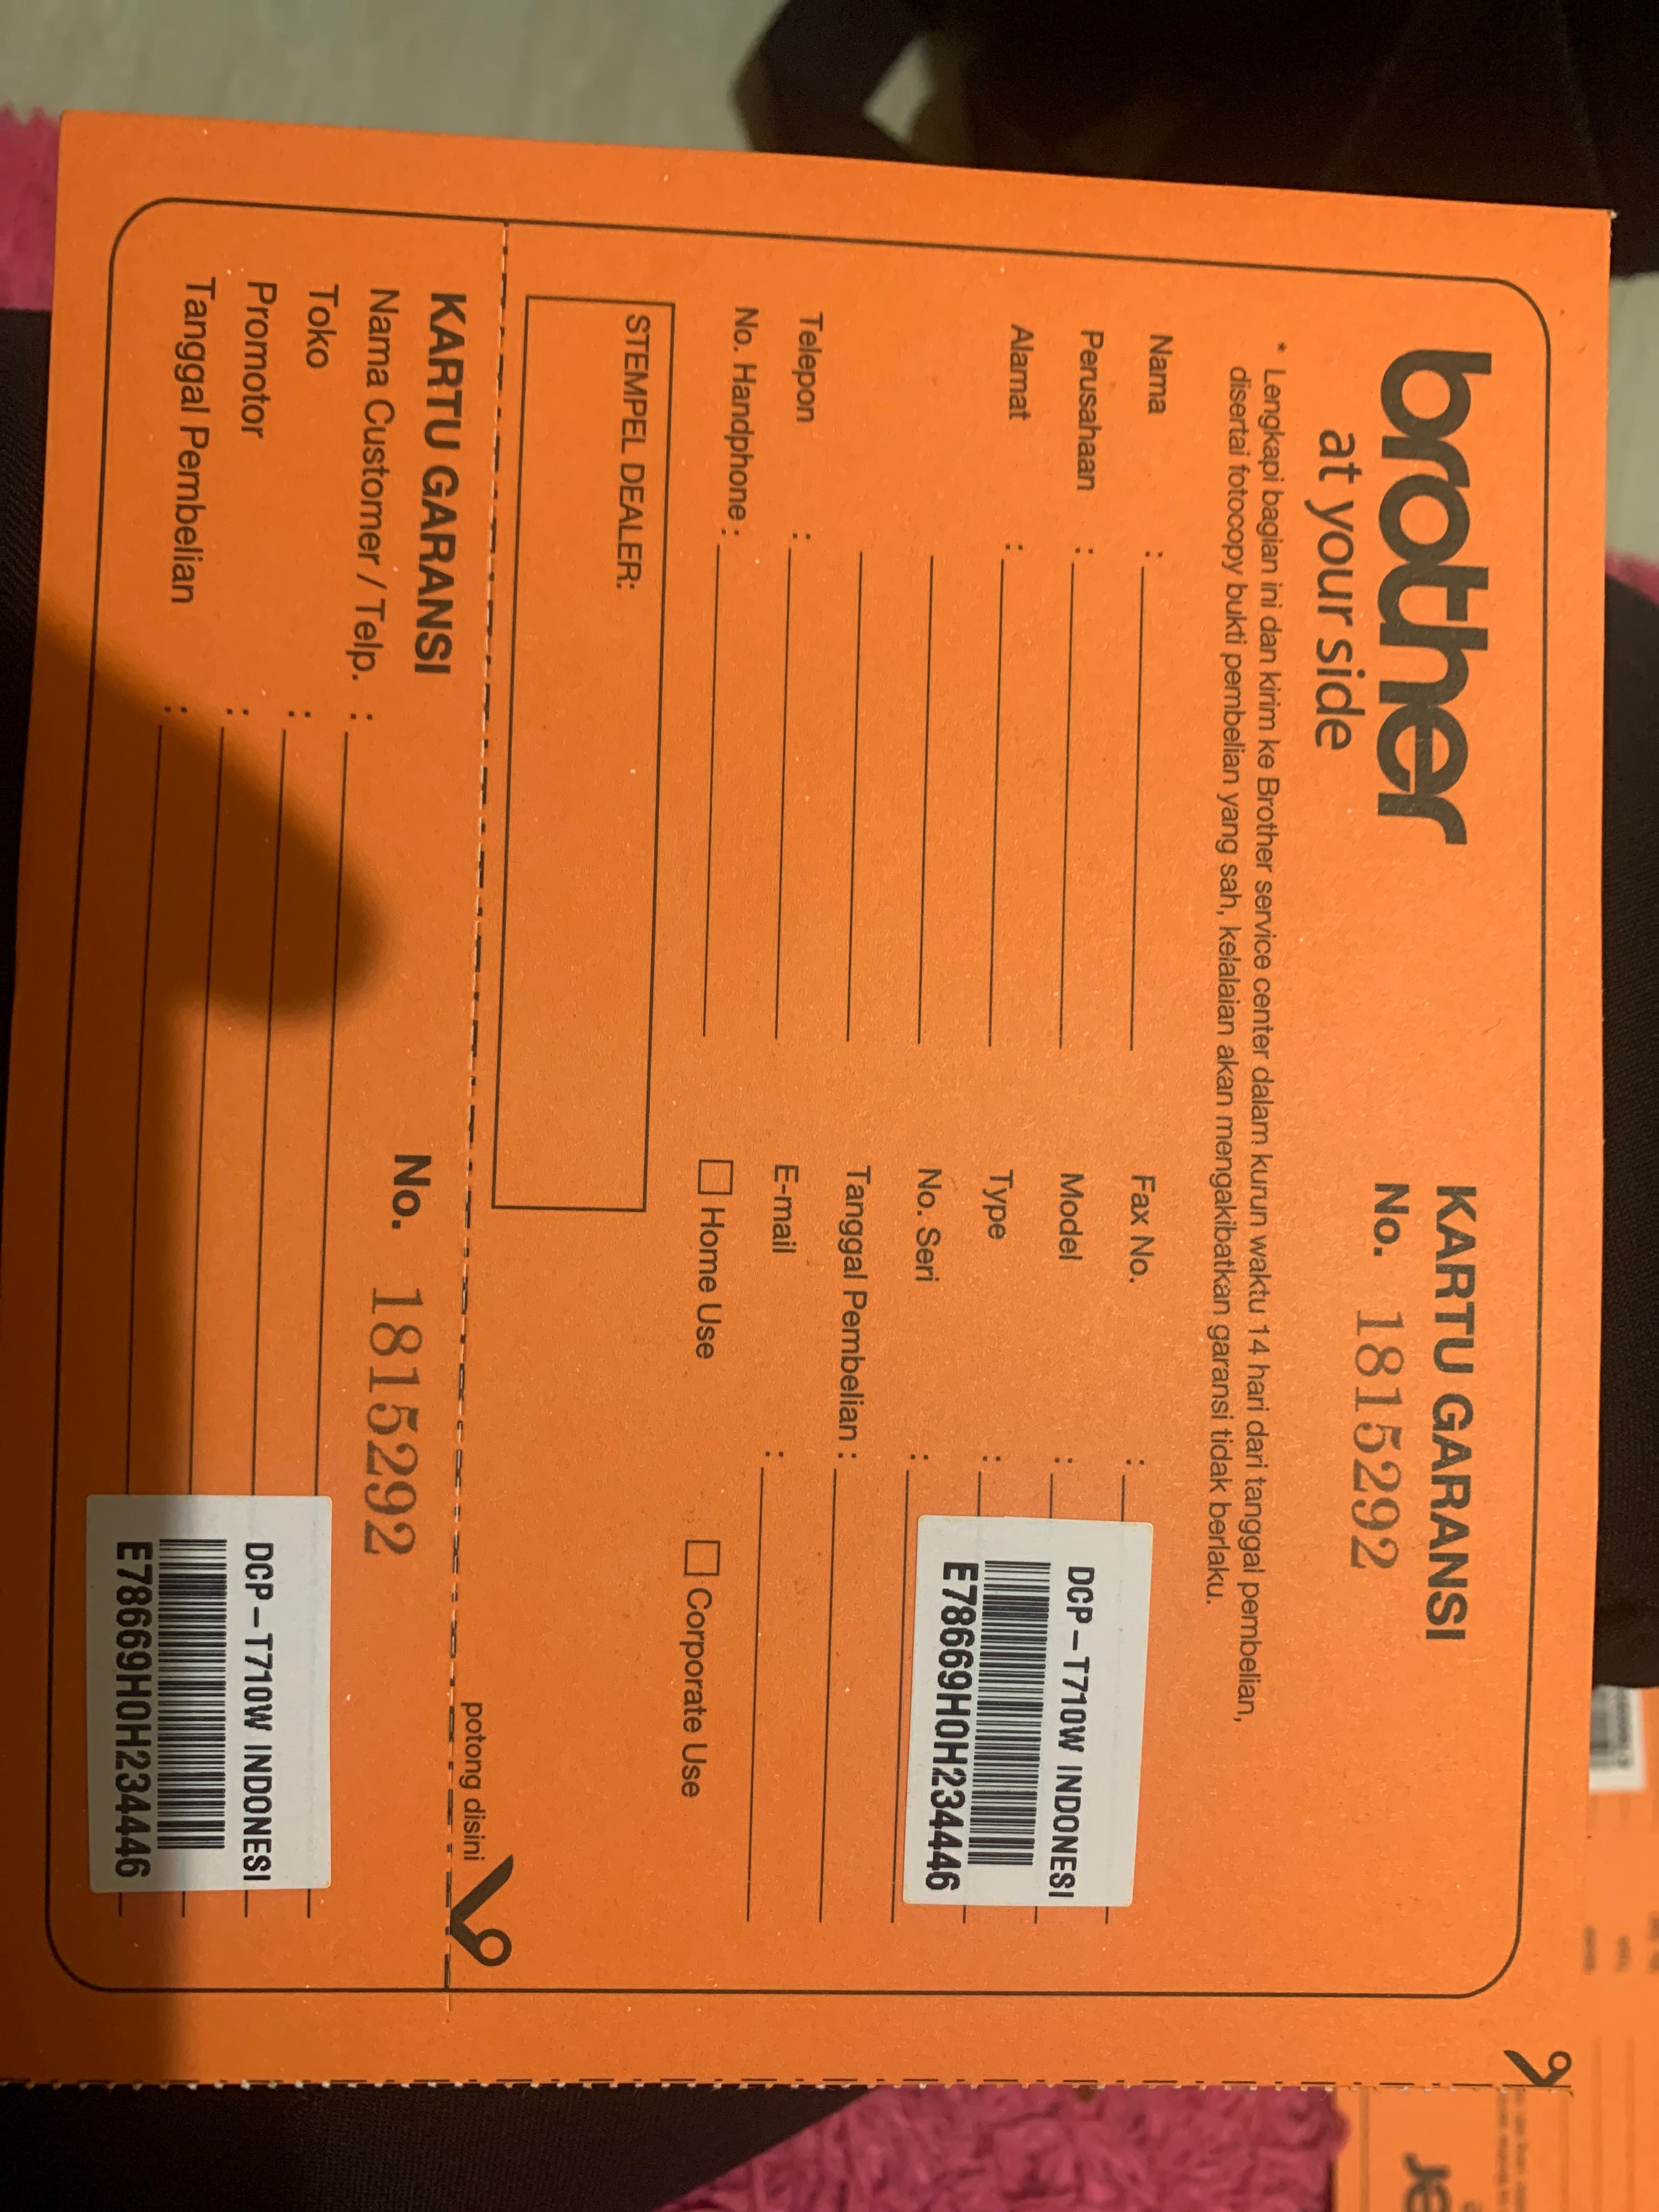 brother
at your side
KARTU GARANSI
No. 1815292
* Lengkapi bagian ini dan kirim ke Brother service center dalam kurun waktu 14 hari dari tanggal pembelian,
disertai fotocopy bukti pembelian yang sah, kelalaian akan mengakibatkan garansi tidak berlaku.
Nama :
Perusahaan :
Alamat :
Telepon :
No. Handphone :
Fax No. :
Model :
Type :
No. Seri :
Tanggal Pembelian :
E-mail :
Home Use
Corporate Use
DCP-T710W INDONESI
E78669H0H234446
STEMPEL DEALER:
potong disini
KARTU GARANSI
No. 1815292
Nama Customer / Telp. :
Toko :
Promotor :
Tanggal Pembelian :
DCP-T710W INDONESI
E78669H0H234446